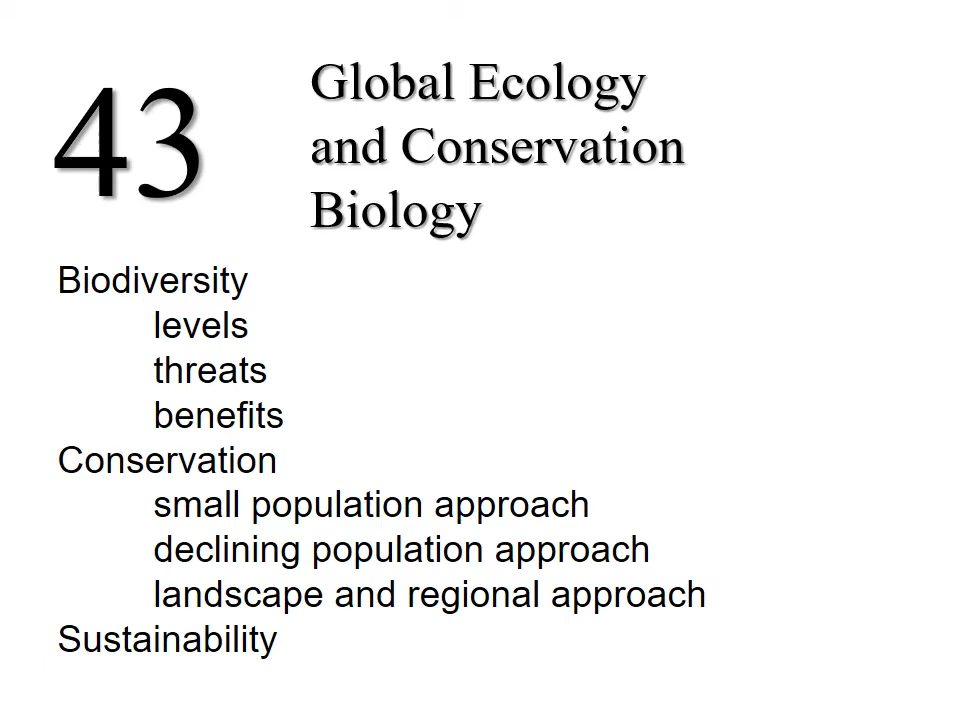 43
Global Ecology
and Conservation
Biology
Biodiversity
levels
threats
benefits
Conservation
small population approach
declining population approach
landscape and regional approach
Sustainability